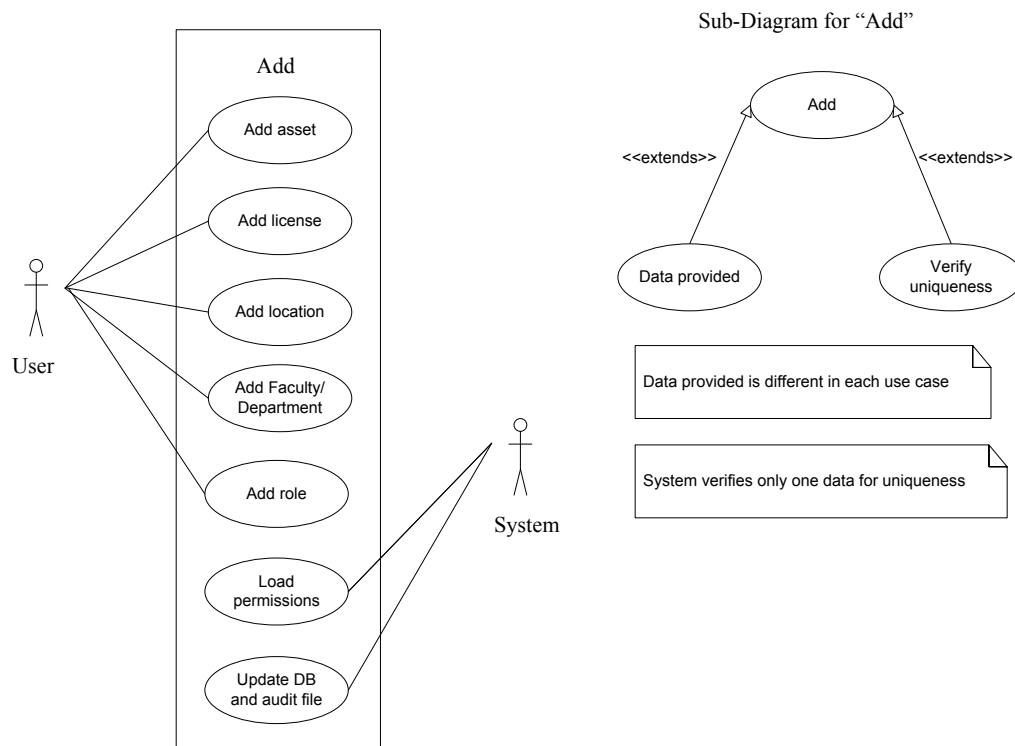 Add
Add asset
Add license
Add location
Add Faculty/
Department
Add role
Load
permissions
Update DB
and audit file
User
System
Sub-Diagram for “Add”
Add
<<extends>>
<<extends>>
Data provided
Verify
uniqueness
Data provided is different in each use case
System verifies only one data for uniqueness